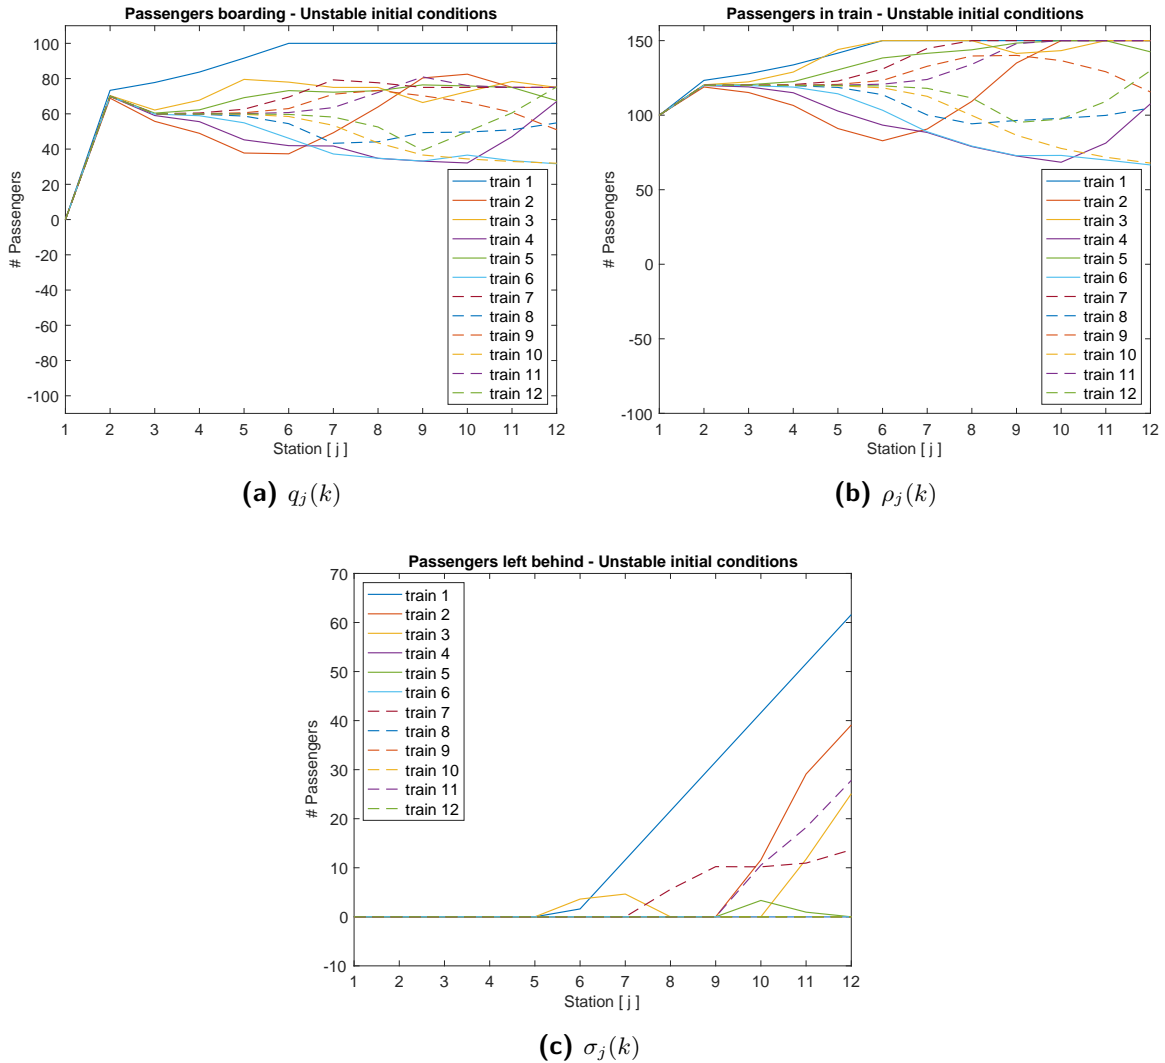 Passengers boarding - Unstable initial conditions
100
80
60
40
20
0
-20
-40
-60
-80
-100
# Passengers
train 1
train 2
train 3
train 4
train 5
train 6
train 7
train 8
train 9
train 10
train 11
train 12
1 2 3 4 5 6 7 8 9 10 11 12
Station [ j ]
(a) qj(k)
Passengers in train - Unstable initial conditions
150
100
50
0
-50
-100
# Passengers
train 1
train 2
train 3
train 4
train 5
train 6
train 7
train 8
train 9
train 10
train 11
train 12
1 2 3 4 5 6 7 8 9 10 11 12
Station [ j ]
(b) ρj(k)
Passengers left behind - Unstable initial conditions
70
60
50
40
30
20
10
0
-10
# Passengers
train 1
train 2
train 3
train 4
train 5
train 6
train 7
train 8
train 9
train 10
train 11
train 12
1 2 3 4 5 6 7 8 9 10 11 12
Station [ j ]
(c) σj(k)